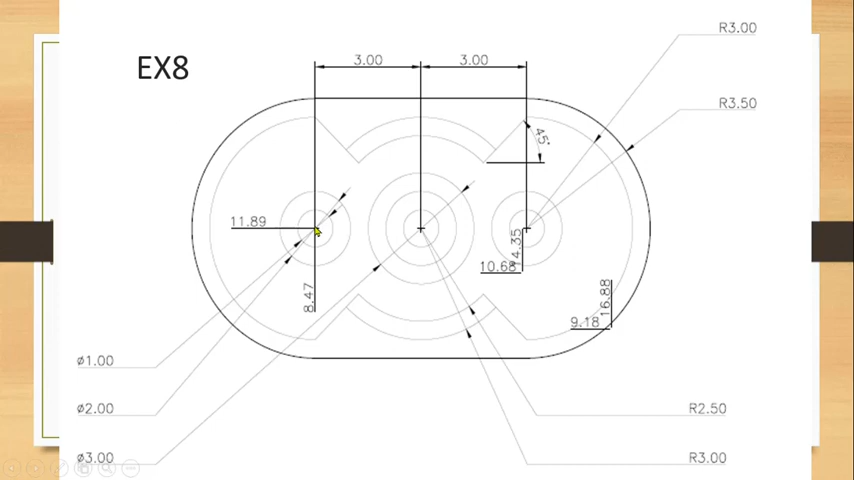 R3.00
EX8
3.00 3.00
R3.50
45°
11.89
14.35
10.68
8.47
16.88
9.18
ø1.00
ø2.00
R2.50
ø3.00
R3.00